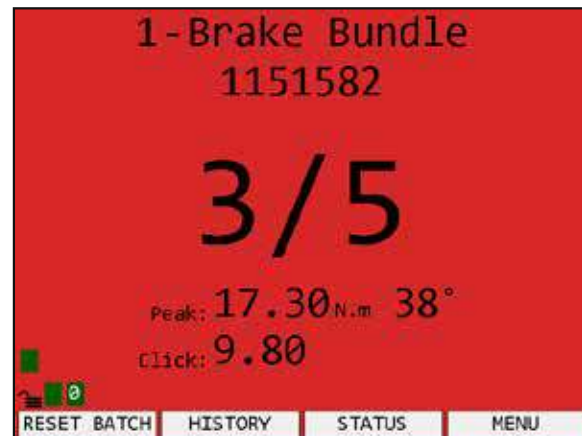 1-Brake Bundle
1151582
3/5
Peak: 17.30 N.m 38°
Click: 9.80
0
RESET BATCH HISTORY STATUS MENU